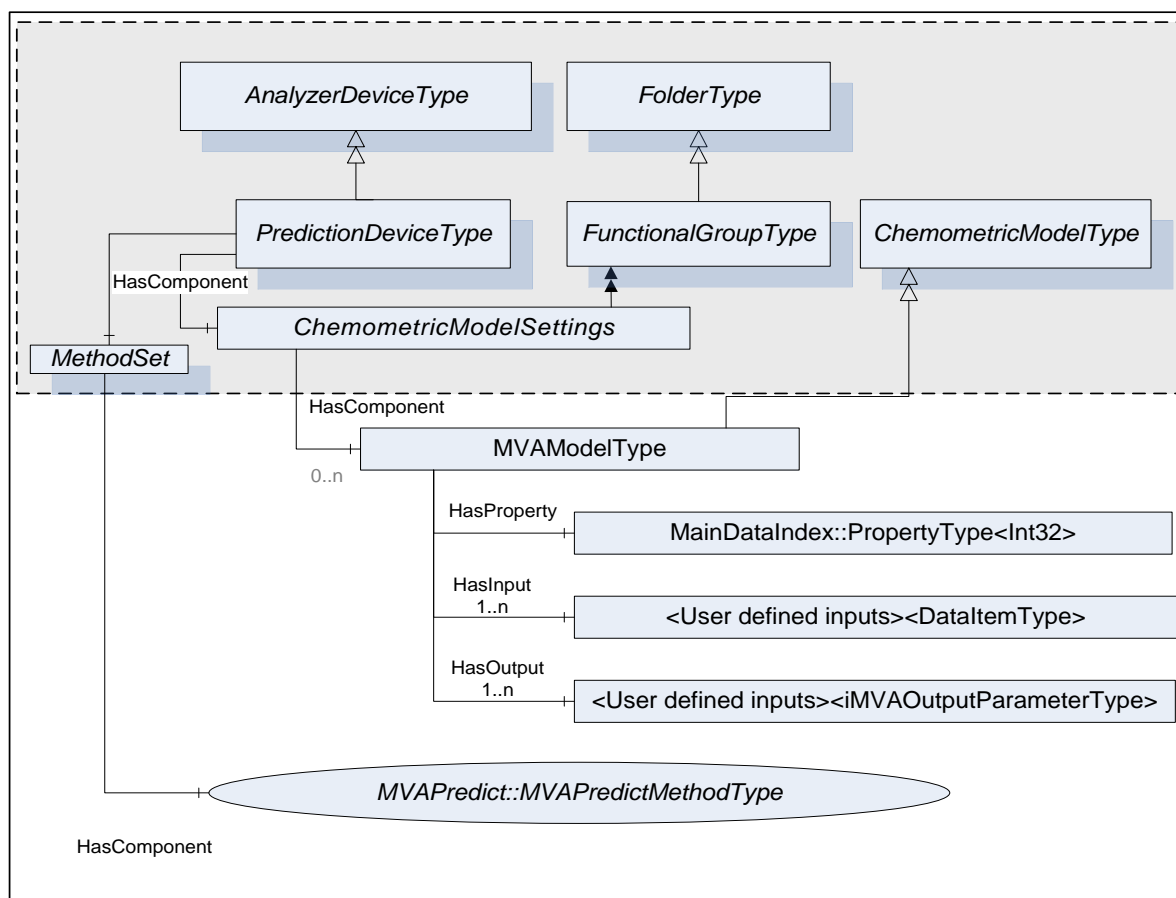 AnalyzerDeviceType
FolderType
PredictionDeviceType
FunctionalGroupType
ChemometricModelType
HasComponent
ChemometricModelSettings
MethodSet
HasComponent
MVAModelType
0..n
HasProperty
MainDataIndex::PropertyType<Int32>
HasInput
1..n
<User defined inputs><DataItemType>
HasOutput
1..n
<User defined inputs><iMVAOutputParameterType>
MVAPredict::MVAPredictMethodType
HasComponent